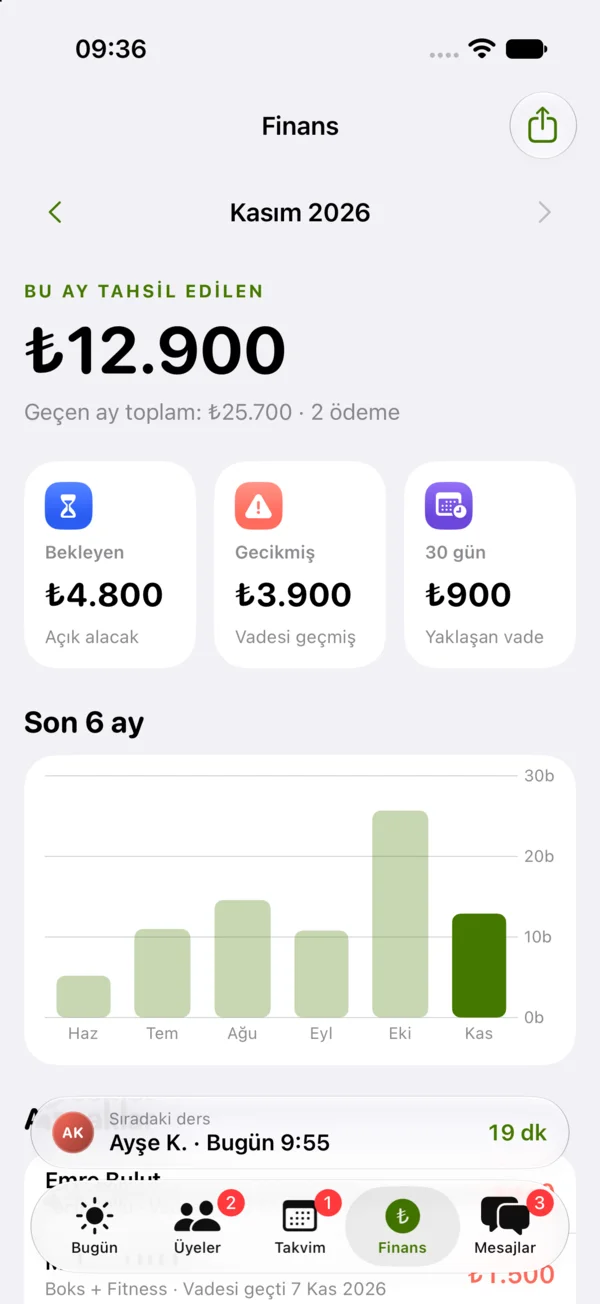 09:36
Finans
Kasım 2026
BU AY TAHSİL EDİLEN
₺12.900
Geçen ay toplam: ₺25.700 · 2 ödeme
Bekleyen
₺4.800
Açık alacak
Gecikmiş
₺3.900
Vadesi geçmiş
30 gün
₺900
Yaklaşan vade
Son 6 ay
30b
20b
10b
0b
Haz Tem Ağu Eyl Eki Kas
AK
Sıradaki ders
Ayşe K. · Bugün 9:55
19 dk
Emre Bulut
2 1 3
Bugün Üyeler Takvim ₺ Finans Mesajlar
Boks + Fitness · Vadesi geçti 7 Kas 2026
₺1.500